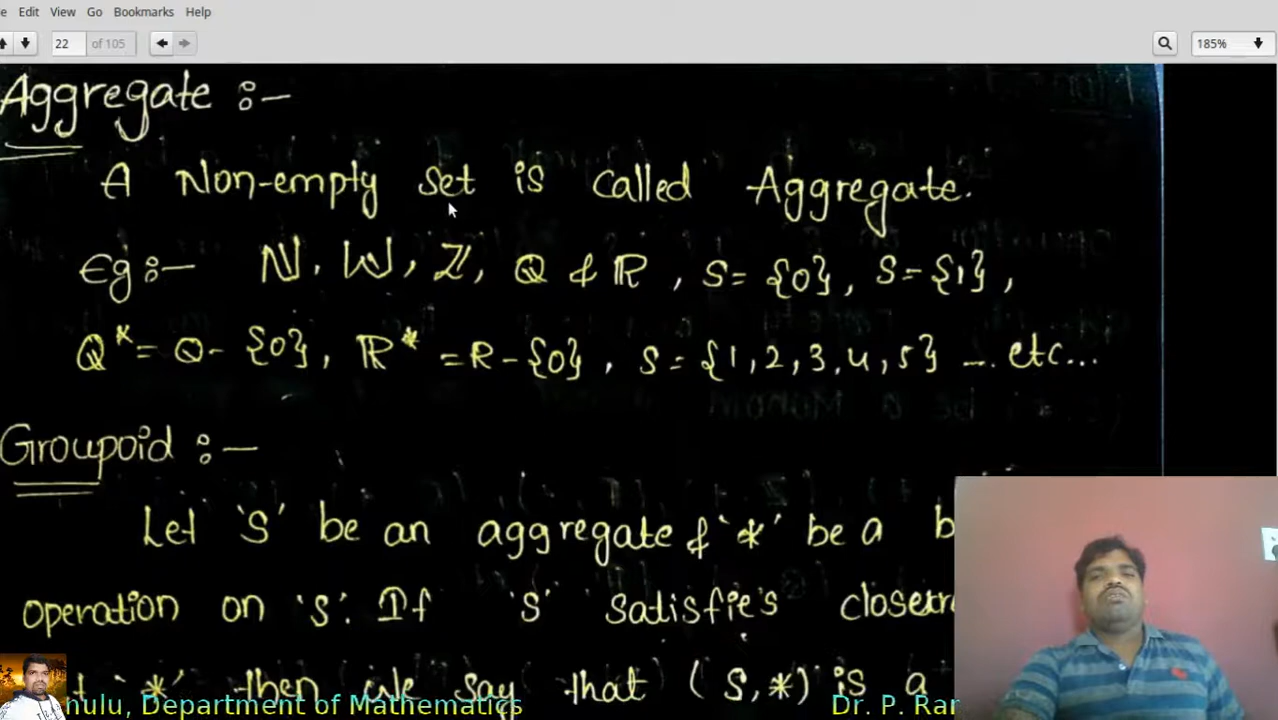 Edit View Go Bookmarks Help
22 of 105 185%
Aggregate :-
A Non-empty set is called Aggregate.
Eg :- ℕ, 𝕎, ℤ, ℚ & ℝ, S = {0}, S = {1},
ℚ* = Q - {0}, ℝ* = R - {0}, S = {1, 2, 3, 4, 5} ... etc...
Groupoid :-
Let 'S' be an aggregate & '*' be a b
operation on 'S'. If 'S' satisfies
'*' then we say that (S, *) is a
nulu, Department of Mathematics Dr. P. Rar